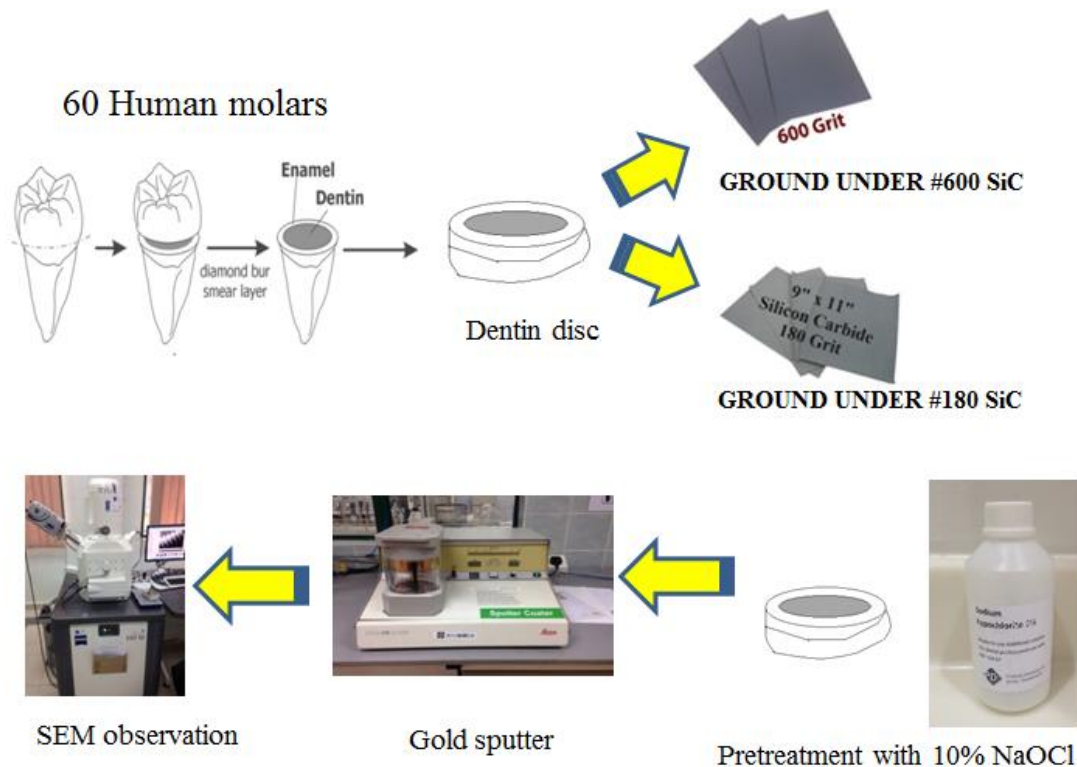 60 Human molars
Enamel
Dentin
diamond bur
smear layer
Dentin disc
600 Grit
GROUND UNDER #600 SiC
9" x 11"
Silicon Carbide
180 Grit
GROUND UNDER #180 SiC
SEM observation
Sputter Coater
Leica
Gold sputter
Sodium
Hypochlorite
Pretreatment with 10% NaOCl